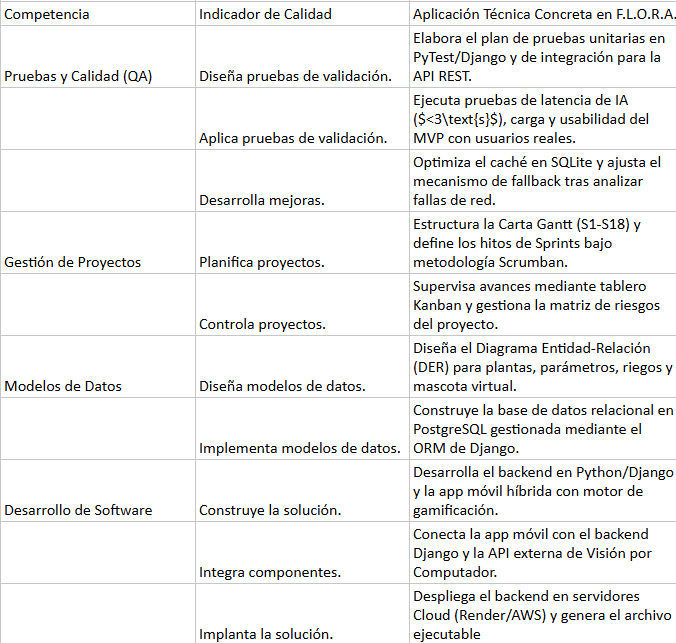 Competencia Indicador de Calidad Aplicación Técnica Concreta en F.L.O.R.A.
Elabora el plan de pruebas unitarias en
PyTest/Django y de integración para la
Pruebas y Calidad (QA) Diseña pruebas de validación. API REST.
Ejecuta pruebas de latencia de IA
($<3\text{s}$), carga y usabilidad del
Aplica pruebas de validación. MVP con usuarios reales.
Optimiza el caché en SQLite y ajusta el
mecanismo de fallback tras analizar
Desarrolla mejoras. fallas de red.
Estructura la Carta Gantt (S1-S18) y
define los hitos de Sprints bajo
Gestión de Proyectos Planifica proyectos. metodología Scrumban.
Supervisa avances mediante tablero
Kanban y gestiona la matriz de riesgos
Controla proyectos. del proyecto.
Diseña el Diagrama Entidad-Relación
(DER) para plantas, parámetros, riegos y
Modelos de Datos Diseña modelos de datos. mascota virtual.
Construye la base de datos relacional en
PostgreSQL gestionada mediante el
Implementa modelos de datos. ORM de Django.
Desarrolla el backend en Python/Django
y la app móvil híbrida con motor de
Desarrollo de Software Construye la solución. gamificación.
Conecta la app móvil con el backend
Django y la API externa de Visión por
Integra componentes. Computador.
Despliega el backend en servidores
Cloud (Render/AWS) y genera el archivo
Implanta la solución. ejecutable